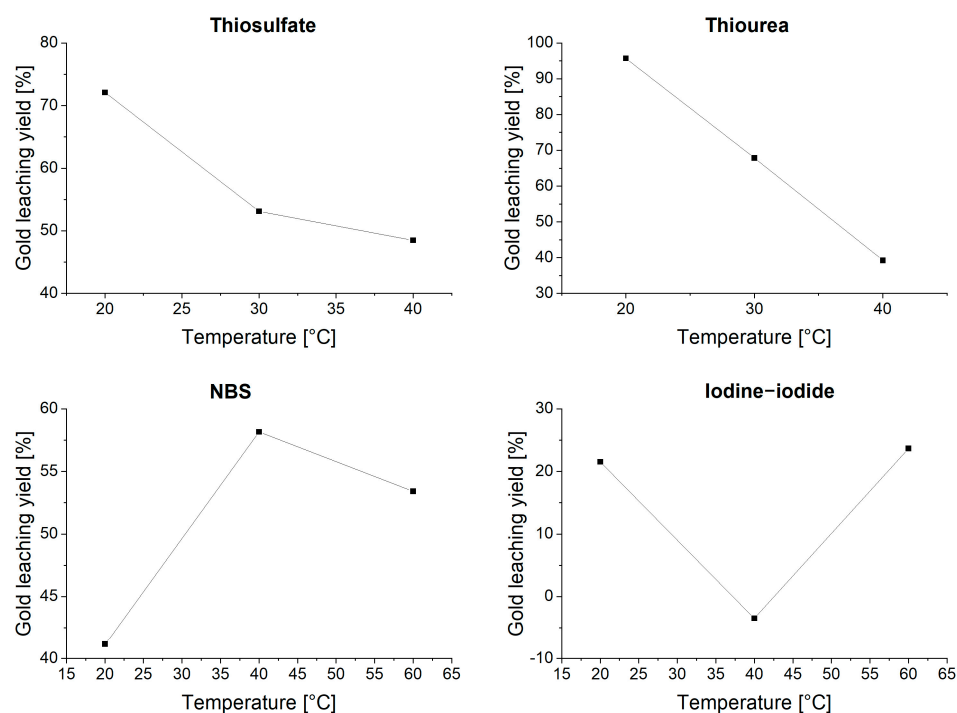 Thiosulfate
Gold leaching yield [%]
80
70
60
50
40
20 25 30 35 40
Temperature [°C]
Thiourea
Gold leaching yield [%]
100
90
80
70
60
50
40
30
20 30 40
Temperature [°C]
NBS
Gold leaching yield [%]
60
55
45
40
15 20 25 30 35 40 45 50 55 60 65
Temperature [°C]
Iodine−iodide
Gold leaching yield [%]
30
20
10
0
-10
15 20 25 30 35 40 45 50 55 60 65
Temperature [°C]